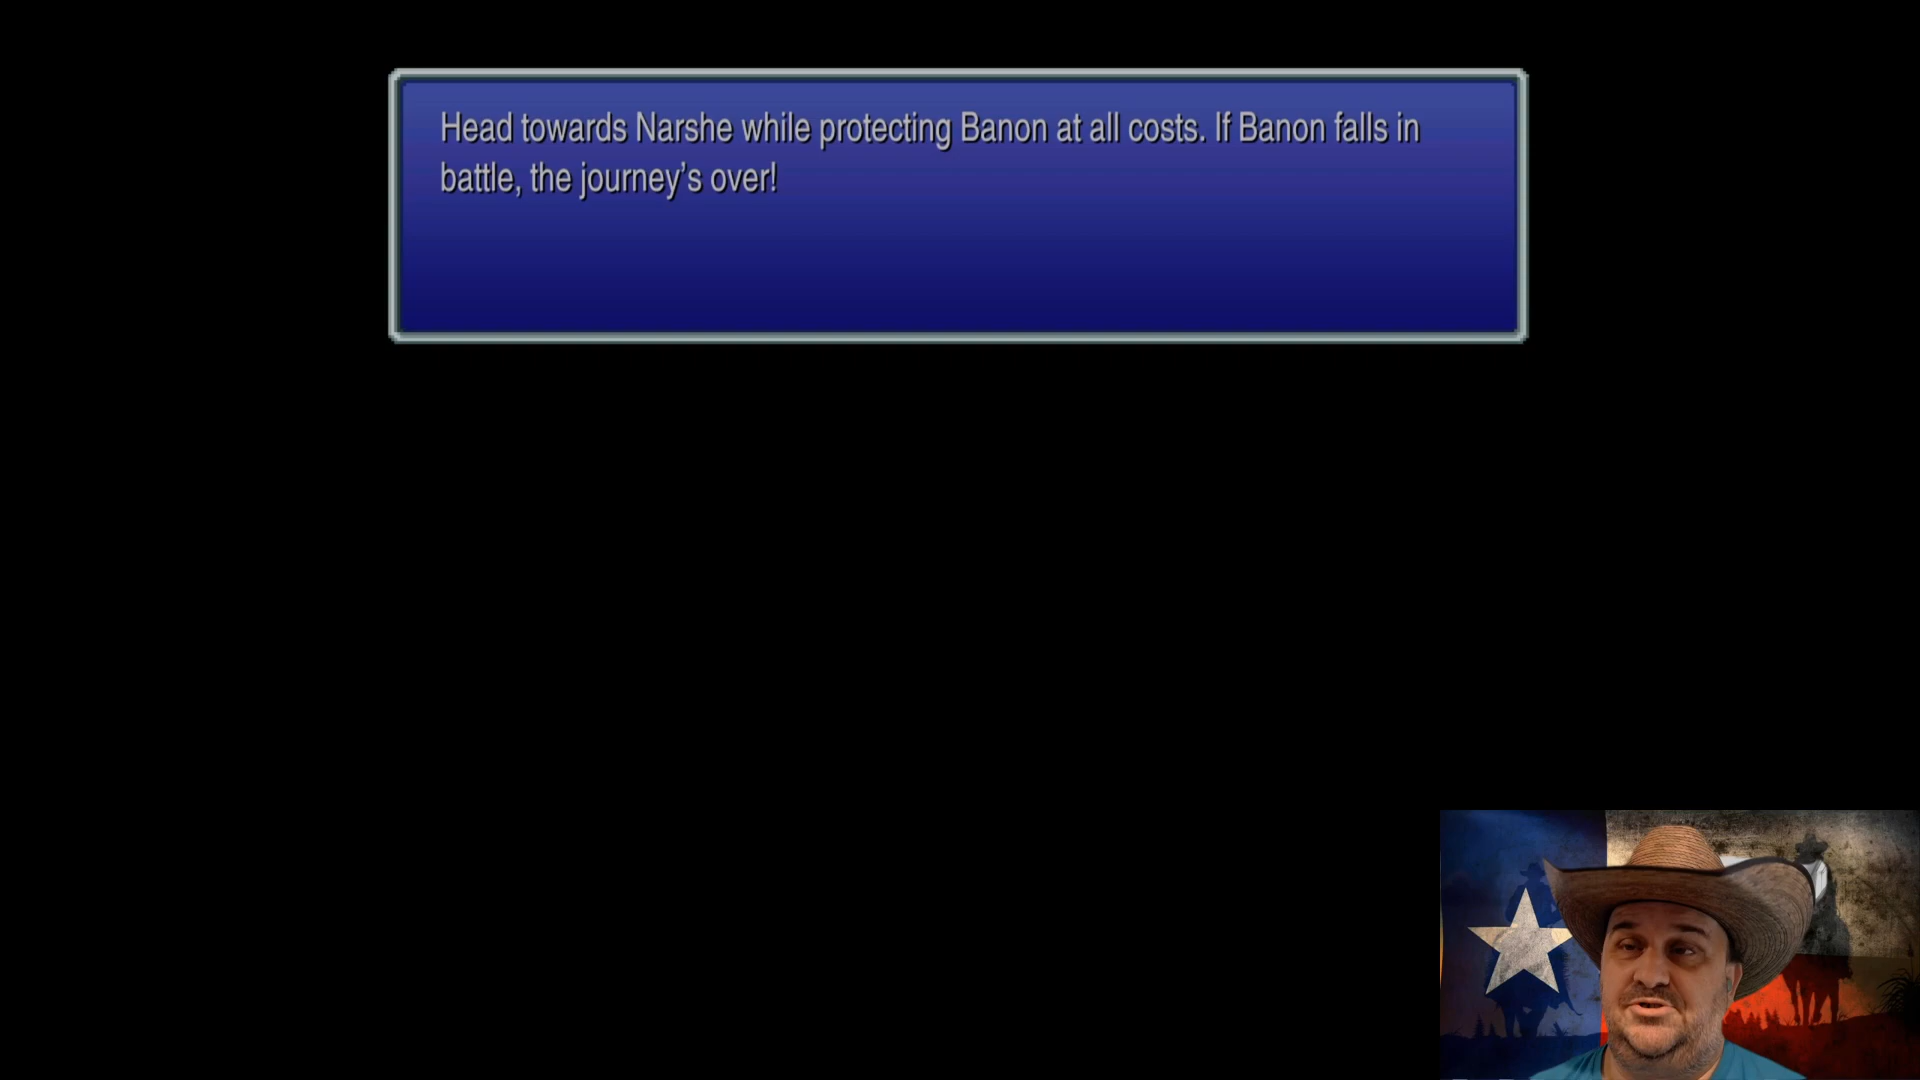 Head towards Narshe while protecting Banon at all costs. If Banon falls in
battle, the journey’s over!